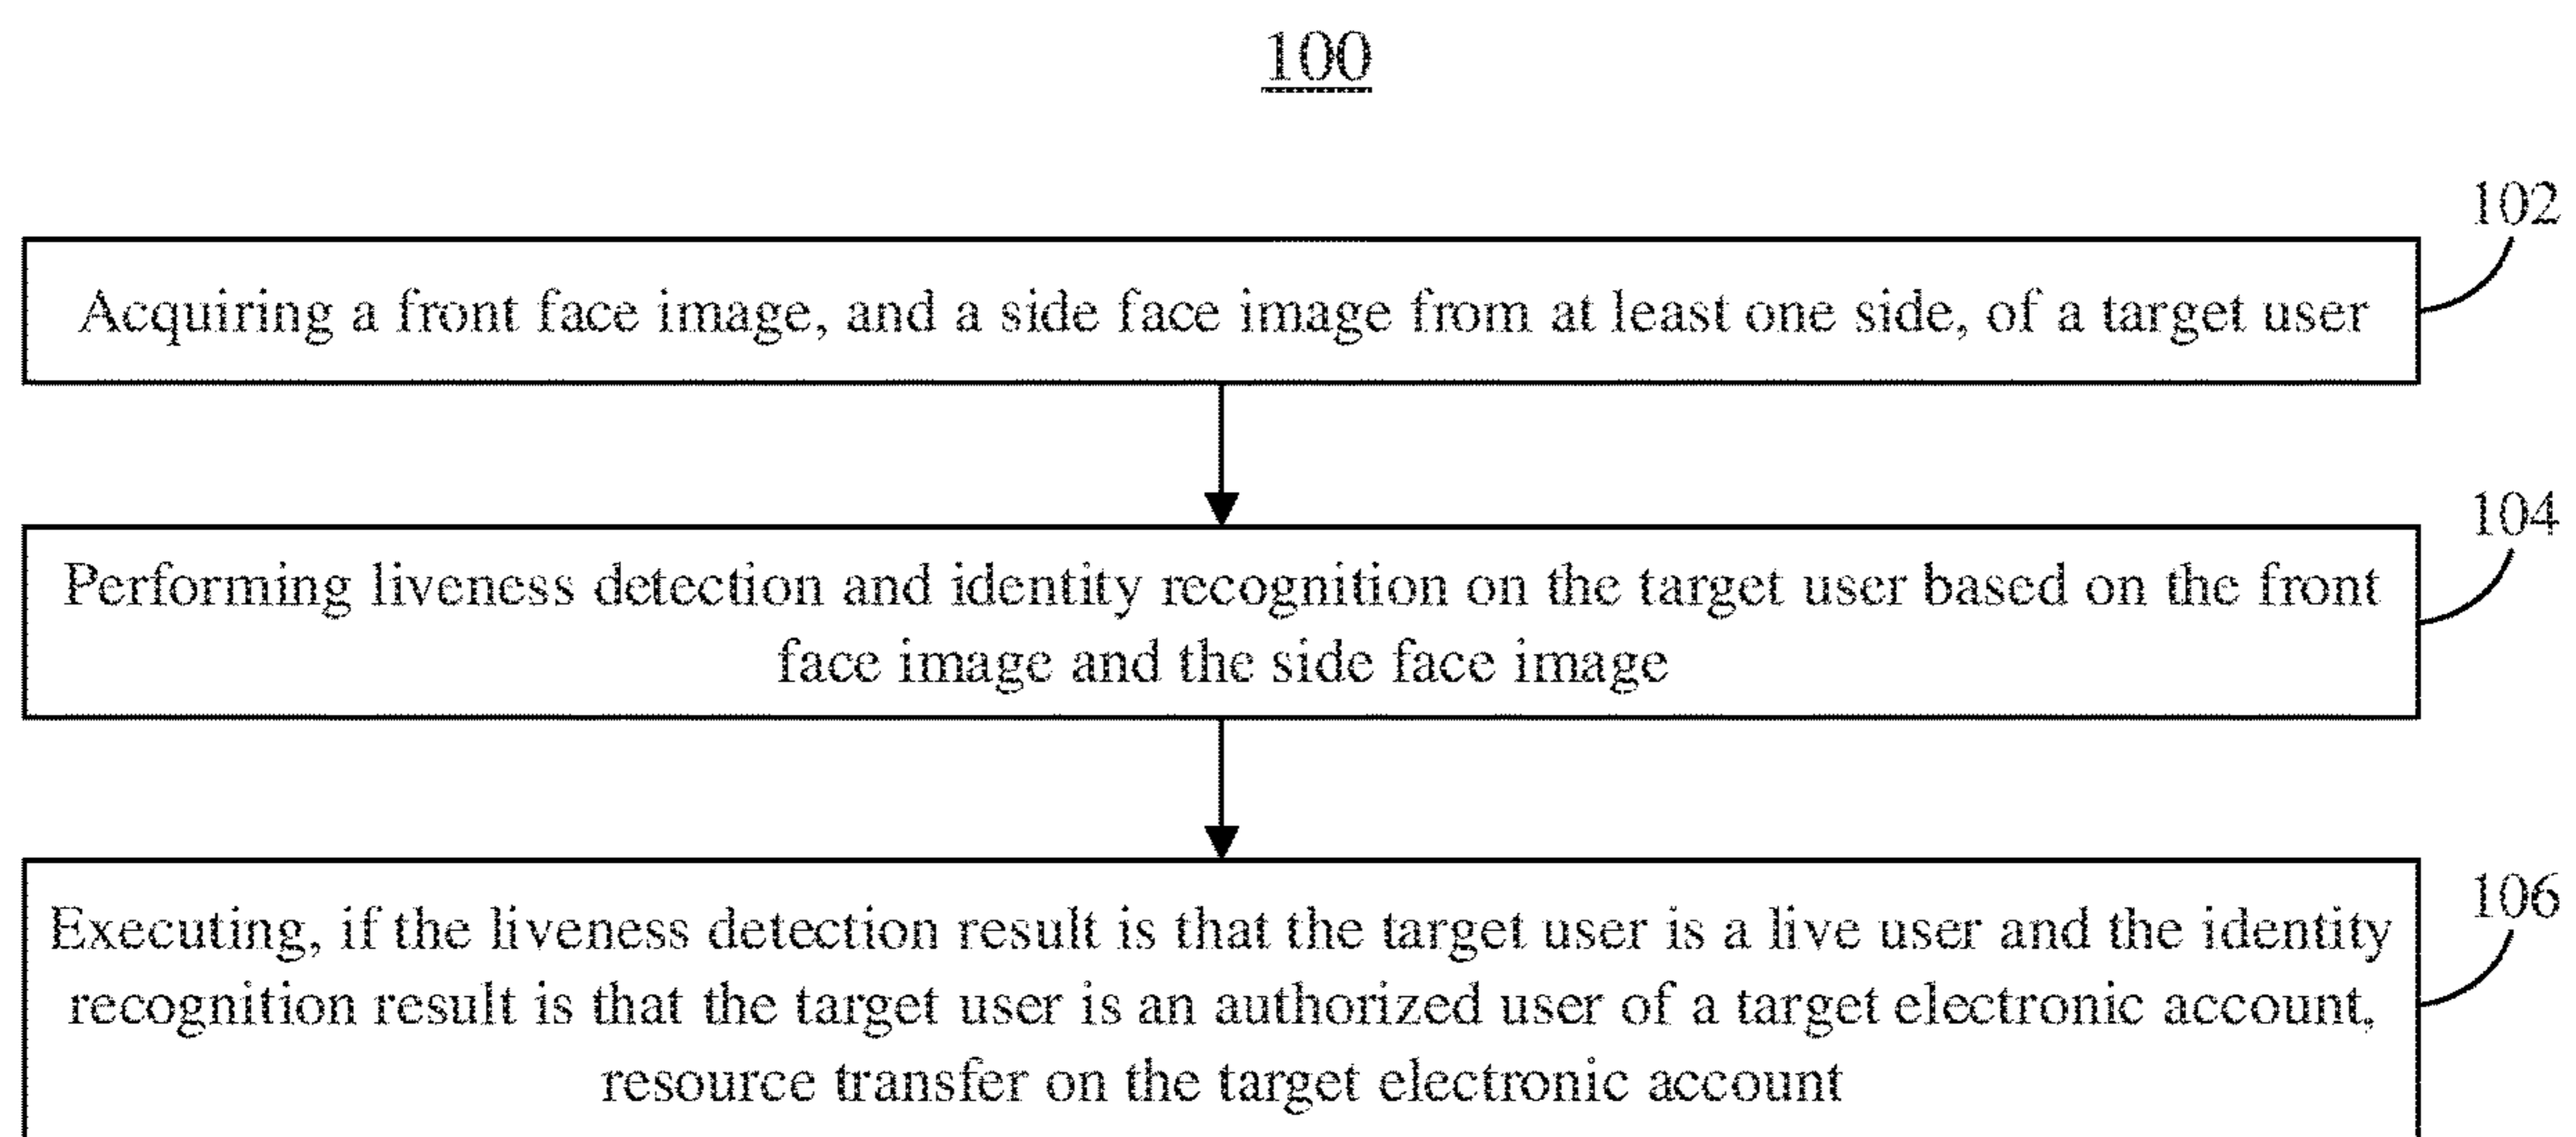 100
102
Acquiring a front face image, and a side face image from at least one side, of a target user
104
Performing liveness detection and identity recognition on the target user based on the front
face image and the side face image
106
Executing, if the liveness detection result is that the target user is a live user and the identity
recognition result is that the target user is an authorized user of a target electronic account,
resource transfer on the target electronic account